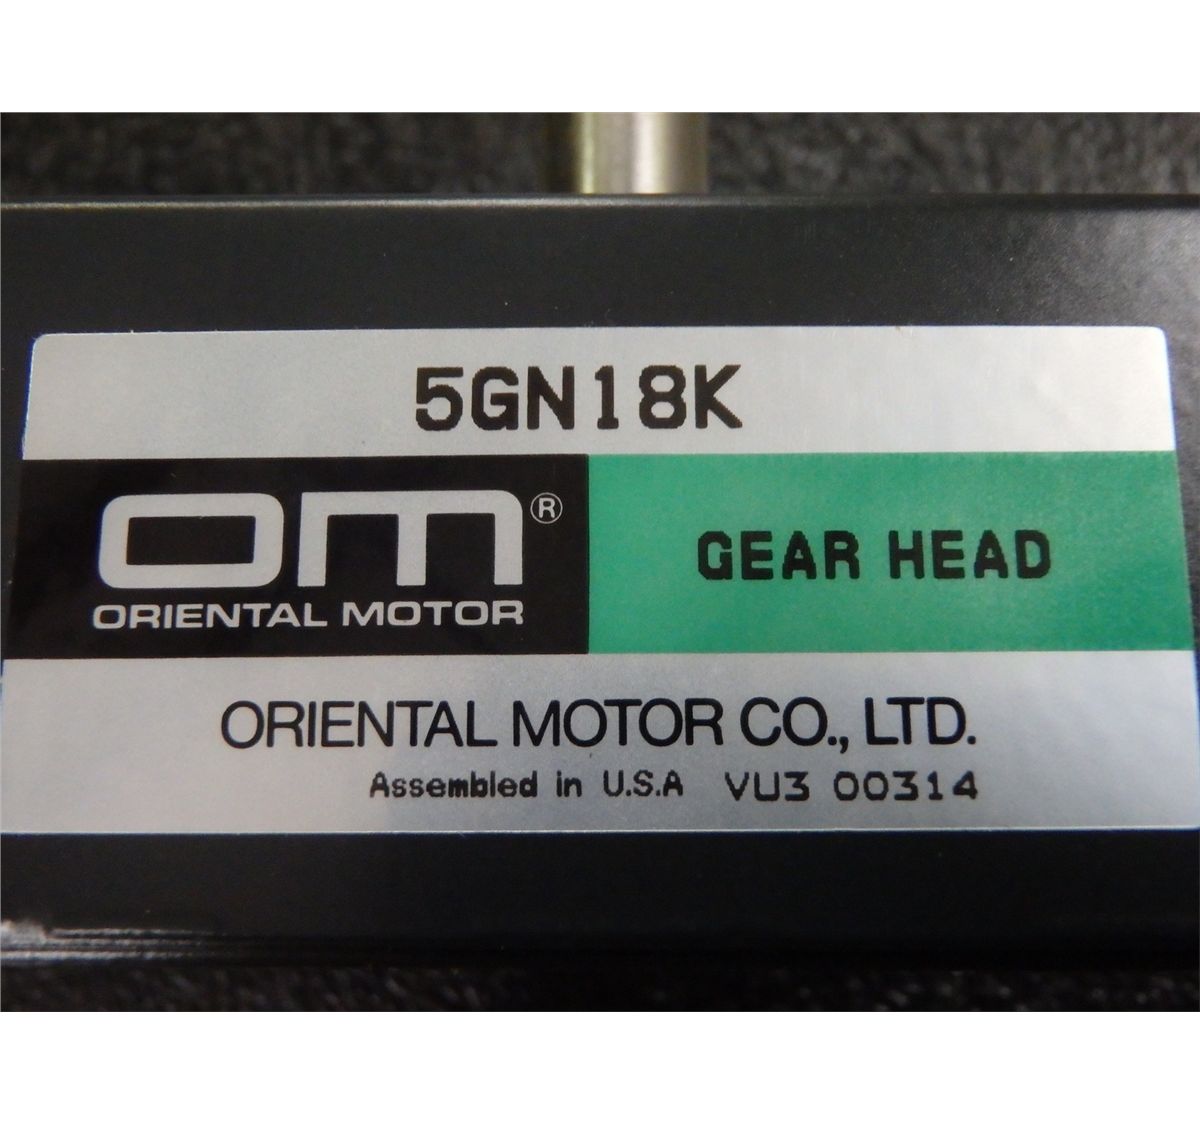 5GN18K
om®
ORIENTAL MOTOR
GEAR HEAD
ORIENTAL MOTOR CO., LTD.
Assembled in U.S.A VU3 00314